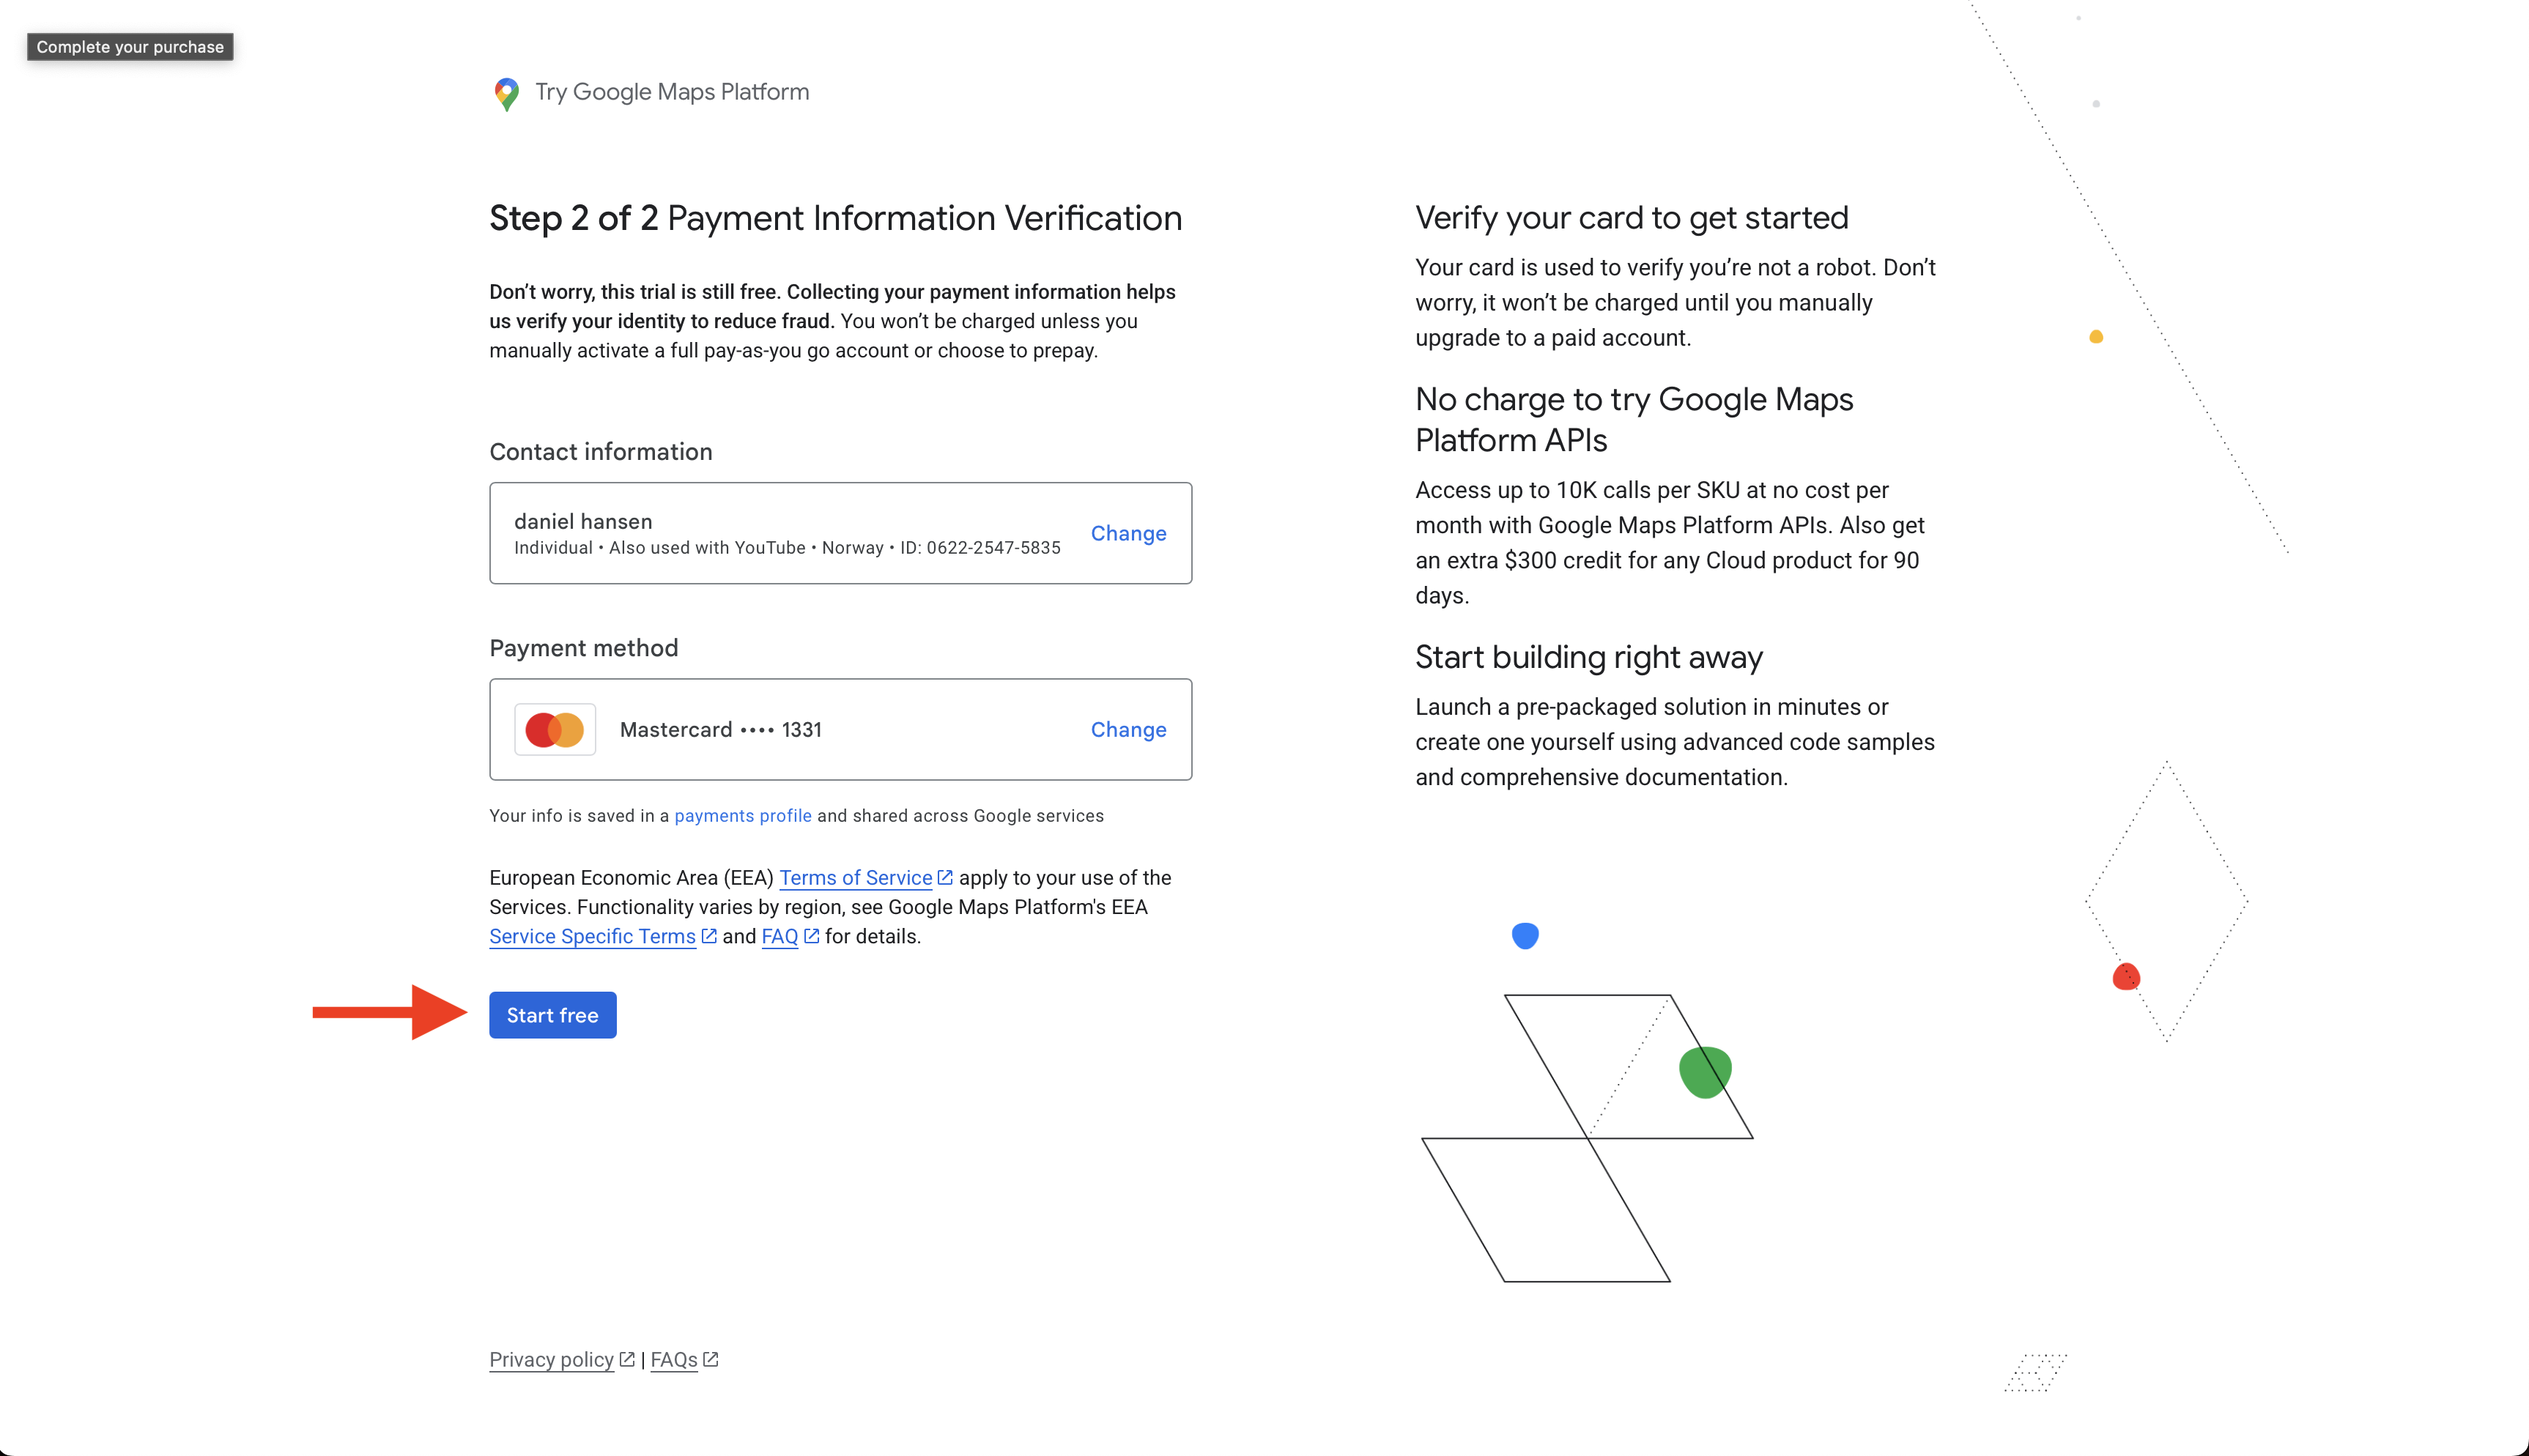 Complete your purchase
Try Google Maps Platform
Step 2 of 2 Payment Information Verification
Don’t worry, this trial is still free. Collecting your payment information helps
us verify your identity to reduce fraud. You won’t be charged unless you
manually activate a full pay-as-you go account or choose to prepay.
Contact information
daniel hansen
Individual • Also used with YouTube • Norway • ID: 0622-2547-5835
Change
Payment method
Mastercard •••• 1331
Change
Your info is saved in a payments profile and shared across Google services
European Economic Area (EEA) Terms of Service apply to your use of the
Services. Functionality varies by region, see Google Maps Platform's EEA
Service Specific Terms and FAQ for details.
Start free
Verify your card to get started
Your card is used to verify you’re not a robot. Don’t
worry, it won’t be charged until you manually
upgrade to a paid account.
No charge to try Google Maps
Platform APIs
Access up to 10K calls per SKU at no cost per
month with Google Maps Platform APIs. Also get
an extra $300 credit for any Cloud product for 90
days.
Start building right away
Launch a pre-packaged solution in minutes or
create one yourself using advanced code samples
and comprehensive documentation.
Privacy policy | FAQs